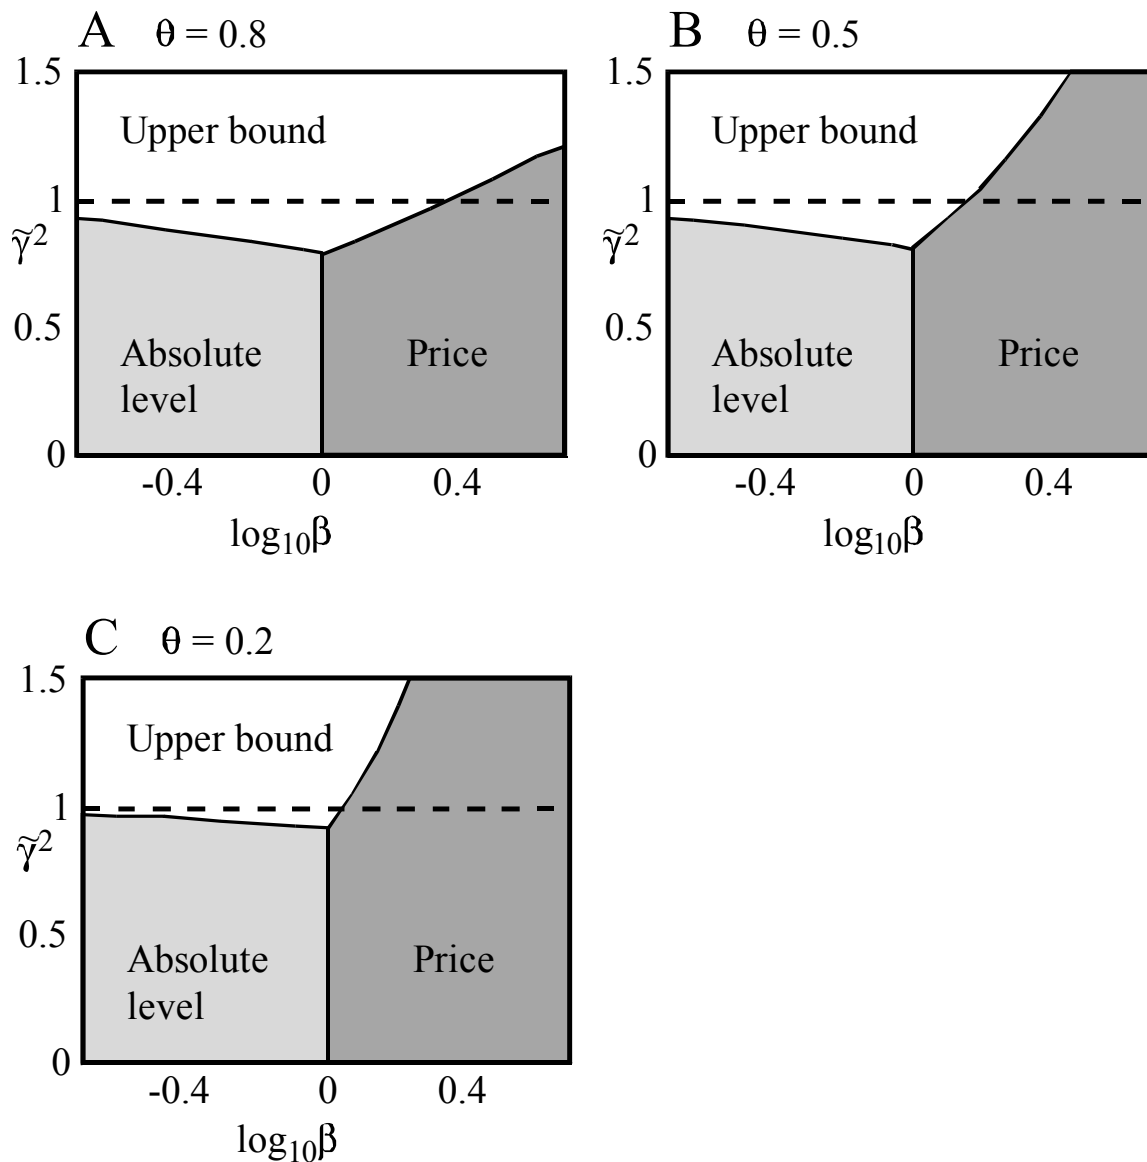 A θ = 0.8
1.5
Upper bound
1
γ̃²
0.5
Absolute
level
Price
0
-0.4 0 0.4
log₁₀β
B θ = 0.5
1.5
Upper bound
1
γ̃²
0.5
Absolute
level
Price
0
-0.4 0 0.4
log₁₀β
C θ = 0.2
1.5
Upper bound
1
γ̃²
0.5
Absolute
level
Price
0
-0.4 0 0.4
log₁₀β